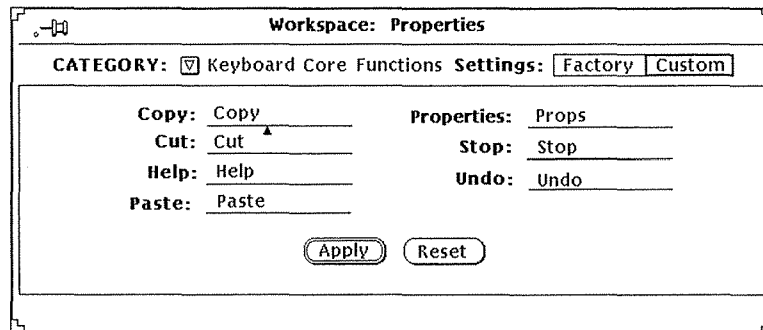 Workspace: Properties
CATEGORY: Keyboard Core Functions Settings: Factory Custom
Copy: Copy Properties: Props
Cut: Cut Stop: Stop
Help: Help Undo: Undo
Paste: Paste
Apply Reset